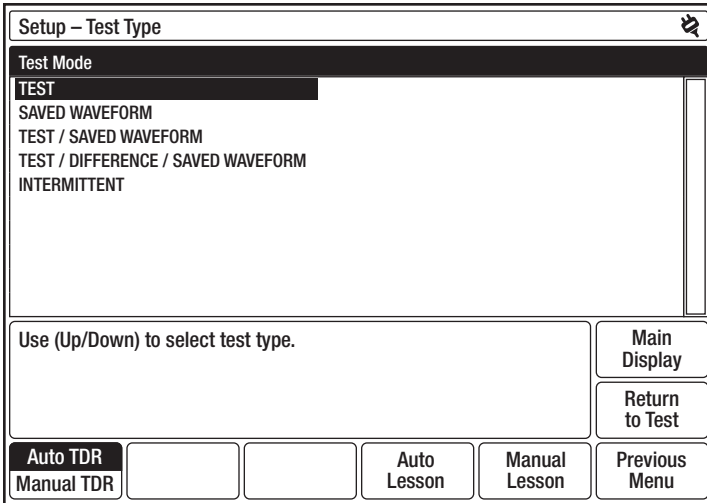 Setup – Test Type
Test Mode
TEST
SAVED WAVEFORM
TEST / SAVED WAVEFORM
TEST / DIFFERENCE / SAVED WAVEFORM
INTERMITTENT
Use (Up/Down) to select test type.
Main
Display
Return
to Test
Auto TDR
Manual TDR
Auto
Lesson
Manual
Lesson
Previous
Menu